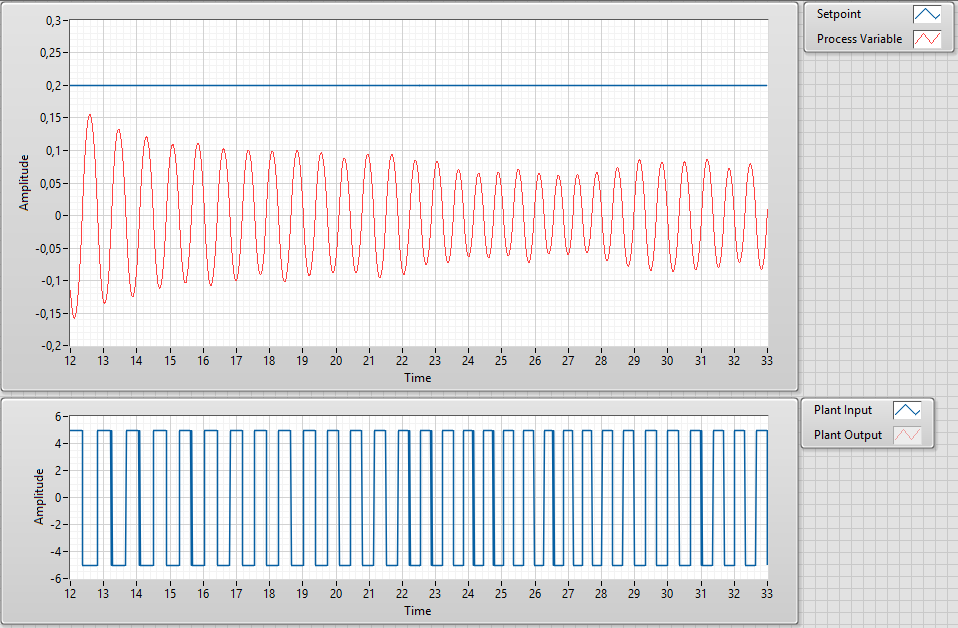 Setpoint
Process Variable
0,3
0,25
0,2
0,15
0,1
0,05
0
-0,05
-0,1
-0,15
-0,2
Amplitude
12 13 14 15 16 17 18 19 20 21 22 23 24 25 26 27 28 29 30 31 32 33
Time
Plant Input
Plant Output
6
4
2
0
-2
-4
-6
Amplitude
12 13 14 15 16 17 18 19 20 21 22 23 24 25 26 27 28 29 30 31 32 33
Time